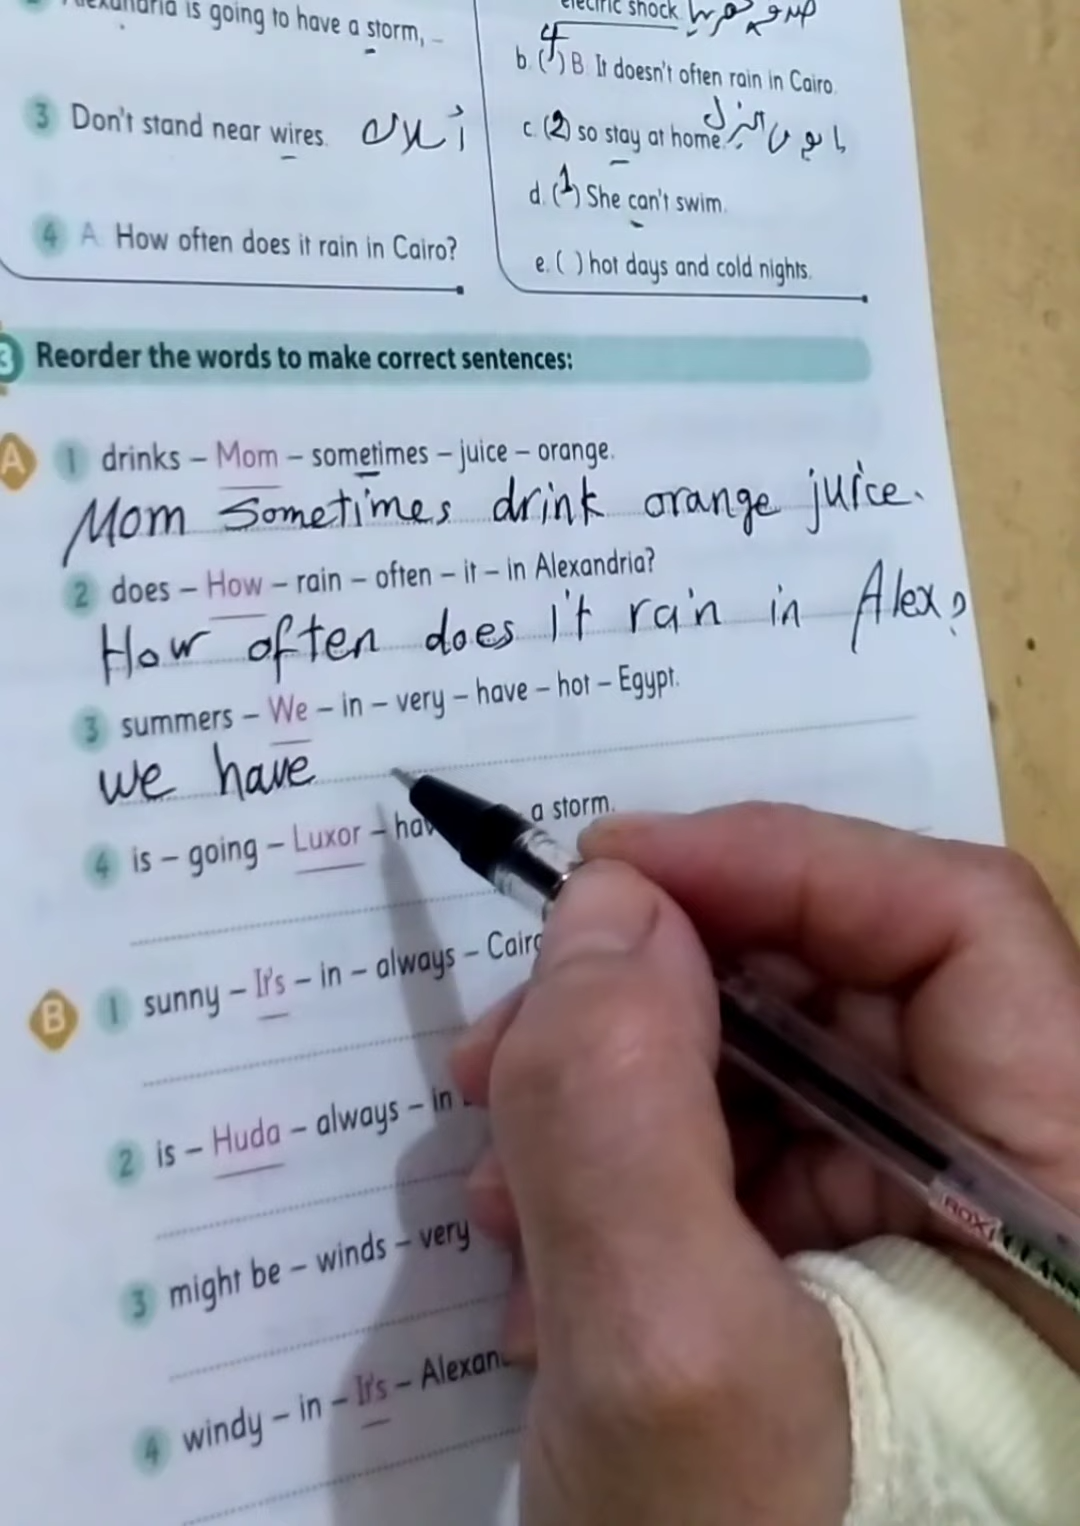 is going to have a storm,
3 Don't stand near wires. أسلاك
4 A. How often does it rain in Cairo?
electric shock
b. (4) B. It doesn't often rain in Cairo.
c. (2) so stay at home.
d. (1) She can't swim.
e. ( ) hot days and cold nights.
3 Reorder the words to make correct sentences:
A 1 drinks – Mom – sometimes – juice – orange.
Mom Sometimes drink orange juice.
2 does – How – rain – often – it – in Alexandria?
How often does it rain in Alex?
3 summers – We – in – very – have – hot – Egypt.
we have
4 is – going – Luxor – a storm.
B 1 sunny – It's – in – always –
2 is – Huda – always – in
3 might be – winds – very
4 windy – in – It's –